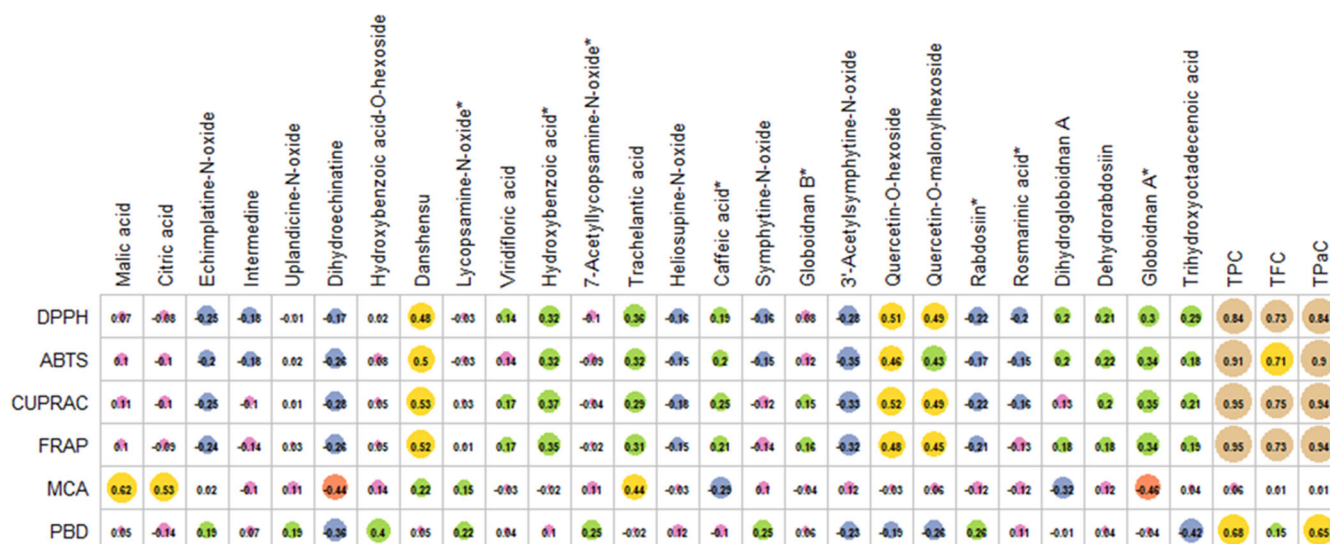 Malic acid
Citric acid
Echimplatine-N-oxide
Intermedine
Uplandicine-N-oxide
Dihydroechinatine
Hydroxybenzoic acid-O-hexoside
Danshensu
Lycopsamine-N-oxide*
Viridifloric acid
Hydroxybenzoic acid*
7-Acetyllycopsamine-N-oxide*
Trachelantic acid
Heliosupine-N-oxide
Caffeic acid*
Symphytine-N-oxide
Globoidnan B*
3'-Acetylsymphytine-N-oxide
Quercetin-O-hexoside
Quercetin-O-malonylhexoside
Rabdosiin*
Rosmarinic acid*
Dihydrogloboidnan A
Dehydrorabdosiin
Globoidnan A*
Trihydroxyoctadecenoic acid
TPC
TFC
TPaC
DPPH 0.07 -0.08 -0.25 -0.18 -0.01 -0.17 0.02 0.48 -0.03 0.14 0.32 -0.1 0.36 -0.16 0.19 -0.16 0.08 -0.28 0.51 0.49 -0.22 -0.2 0.2 0.21 0.3 0.29 0.84 0.73 0.84
ABTS 0.1 -0.1 -0.2 -0.18 0.02 -0.26 0.08 0.5 -0.03 0.14 0.32 -0.09 0.32 -0.15 0.2 -0.15 0.12 -0.35 0.46 0.43 -0.17 -0.15 0.2 0.22 0.34 0.18 0.91 0.71 0.9
CUPRAC 0.11 -0.1 -0.25 -0.1 0.01 -0.28 0.05 0.53 0.03 0.17 0.37 -0.04 0.29 -0.18 0.25 -0.12 0.15 -0.33 0.52 0.49 -0.22 -0.16 0.13 0.2 0.35 0.21 0.95 0.75 0.94
FRAP 0.1 -0.09 -0.24 -0.14 0.03 -0.26 0.05 0.52 0.01 0.17 0.35 -0.02 0.31 -0.15 0.21 -0.14 0.16 -0.32 0.48 0.45 -0.21 -0.13 0.18 0.18 0.34 0.19 0.95 0.73 0.94
MCA 0.62 0.53 0.02 -0.1 0.11 -0.44 0.14 0.22 0.15 -0.03 -0.02 0.11 0.44 -0.03 -0.29 0.1 -0.04 0.12 -0.03 0.06 -0.12 -0.12 -0.32 0.12 -0.46 0.04 0.06 0.01 0.01
PBD 0.05 -0.14 0.19 0.07 0.19 -0.36 0.4 0.05 0.22 0.04 0.1 0.25 -0.02 0.12 -0.1 0.25 0.06 -0.23 -0.19 -0.26 0.26 0.11 -0.01 0.04 -0.04 -0.42 0.68 0.15 0.65